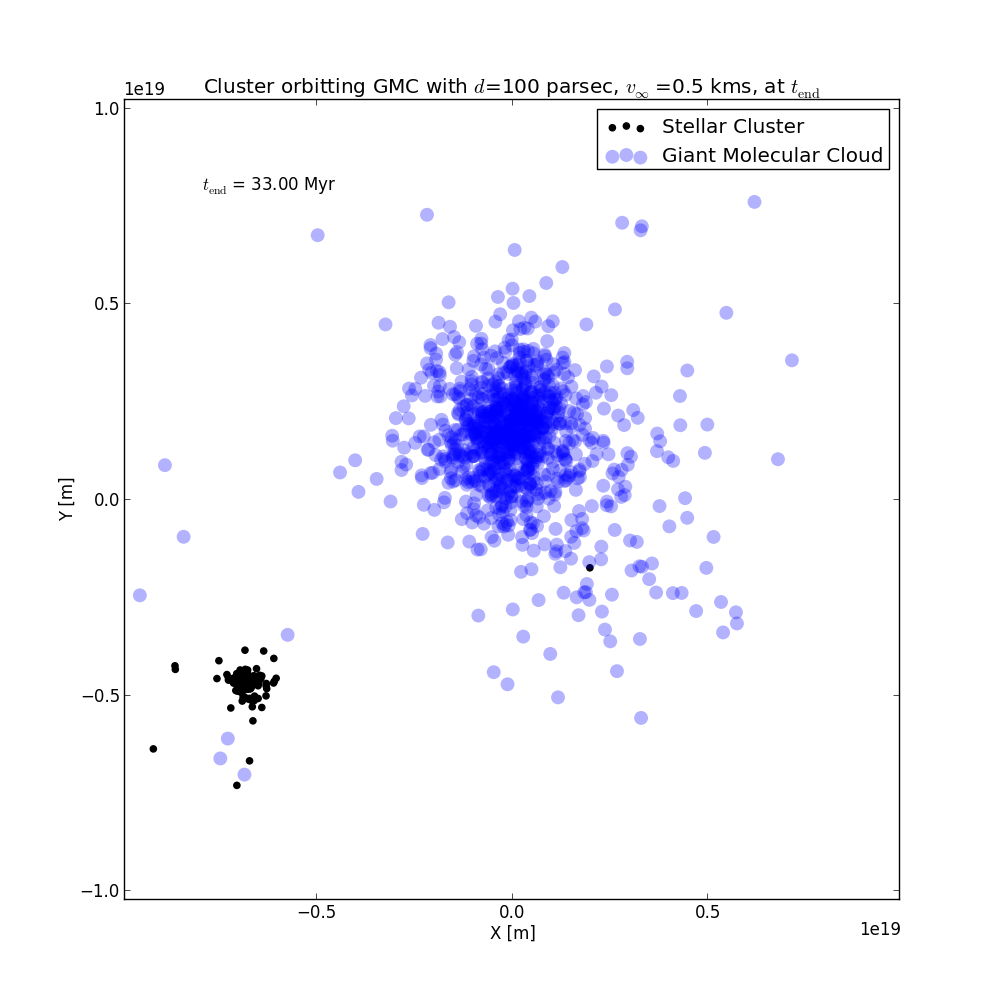 Cluster orbitting GMC with d=100 parsec, v∞ =0.5 kms, at t_end
1e19
1.0
Stellar Cluster
Giant Molecular Cloud
t_end = 33.00 Myr
0.5
0.0
Y [m]
−0.5
−1.0
−0.5 0.0 0.5
X [m]
1e19